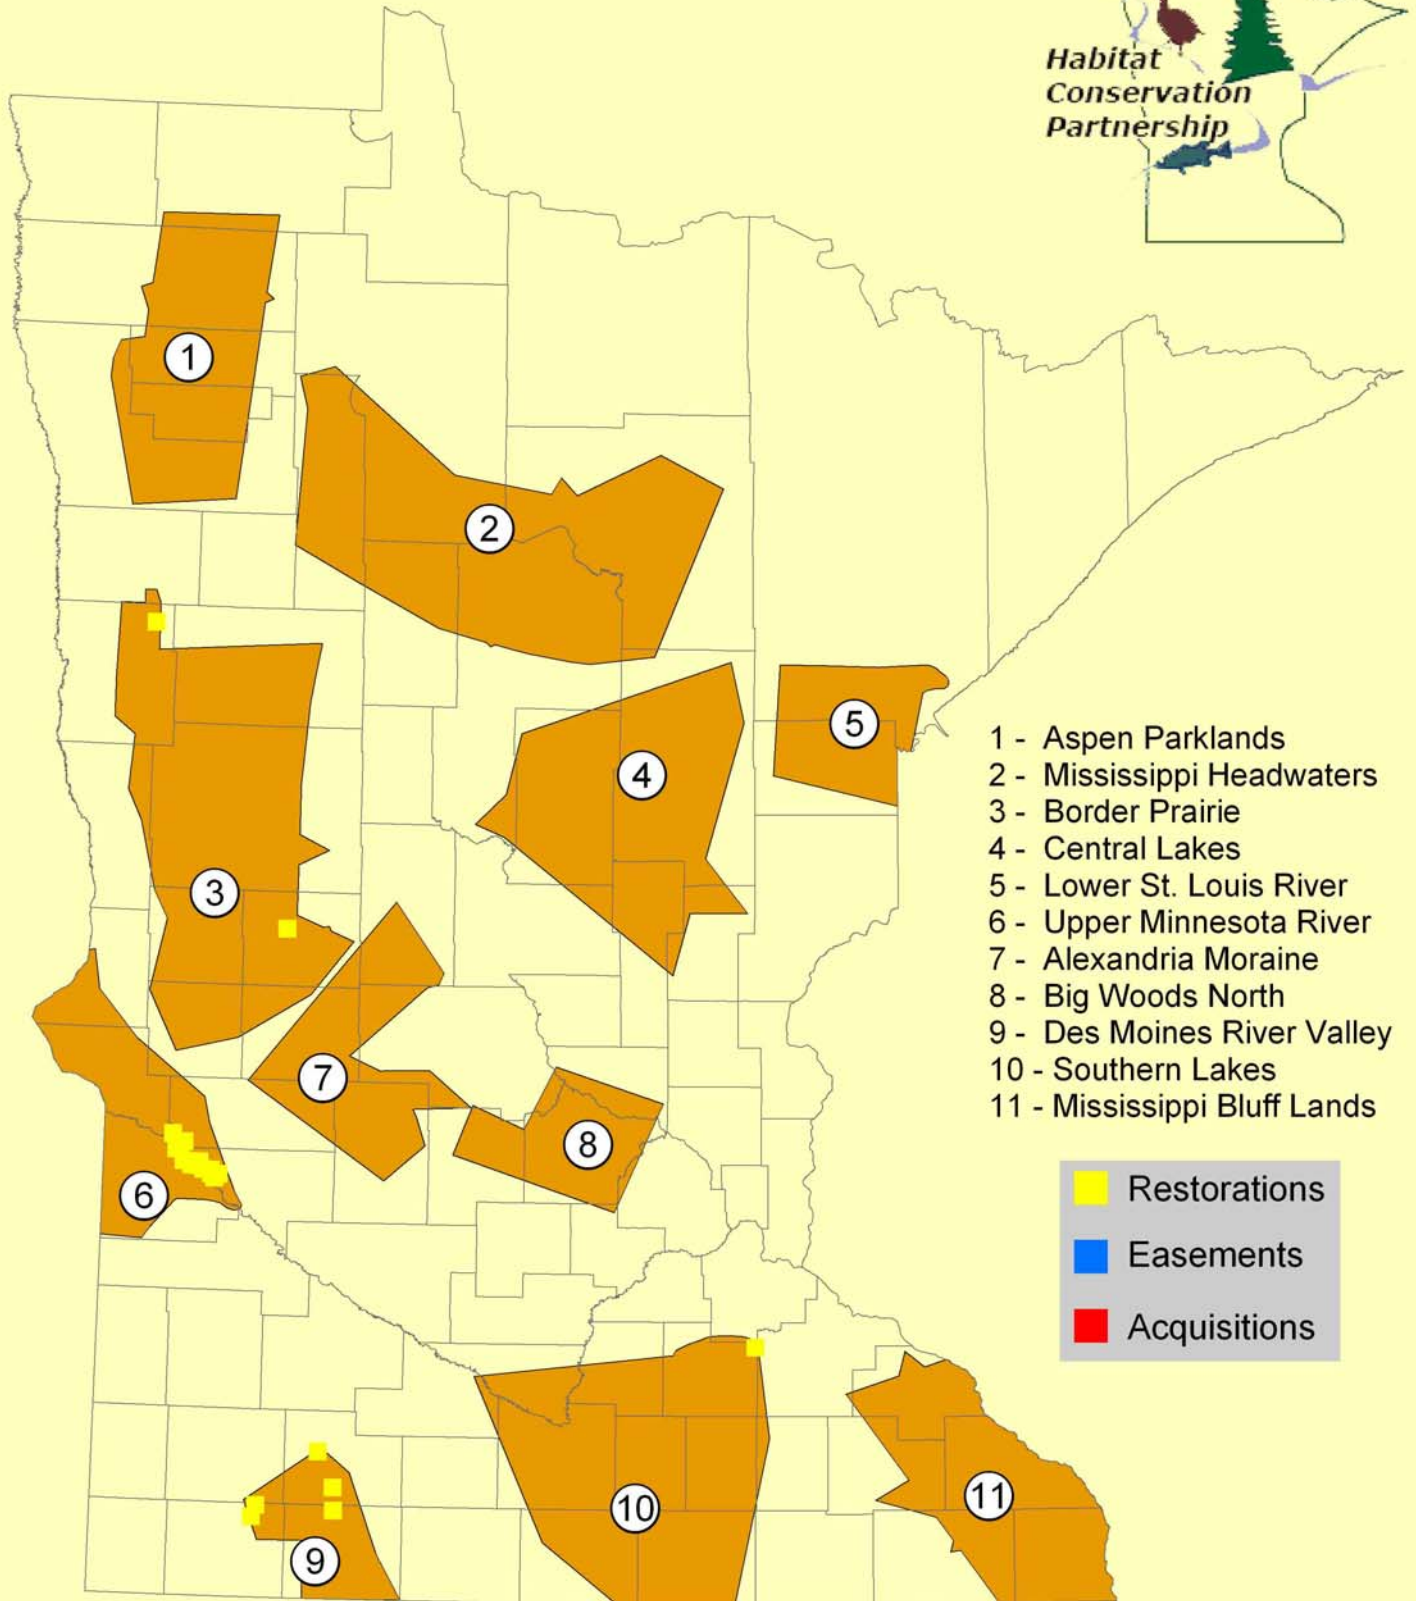 Habitat
Conservation
Partnership
1
2
3
4
5
6
7
8
9
10
11
1 - Aspen Parklands
2 - Mississippi Headwaters
3 - Border Prairie
4 - Central Lakes
5 - Lower St. Louis River
6 - Upper Minnesota River
7 - Alexandria Moraine
8 - Big Woods North
9 - Des Moines River Valley
10 - Southern Lakes
11 - Mississippi Bluff Lands
Restorations
Easements
Acquisitions